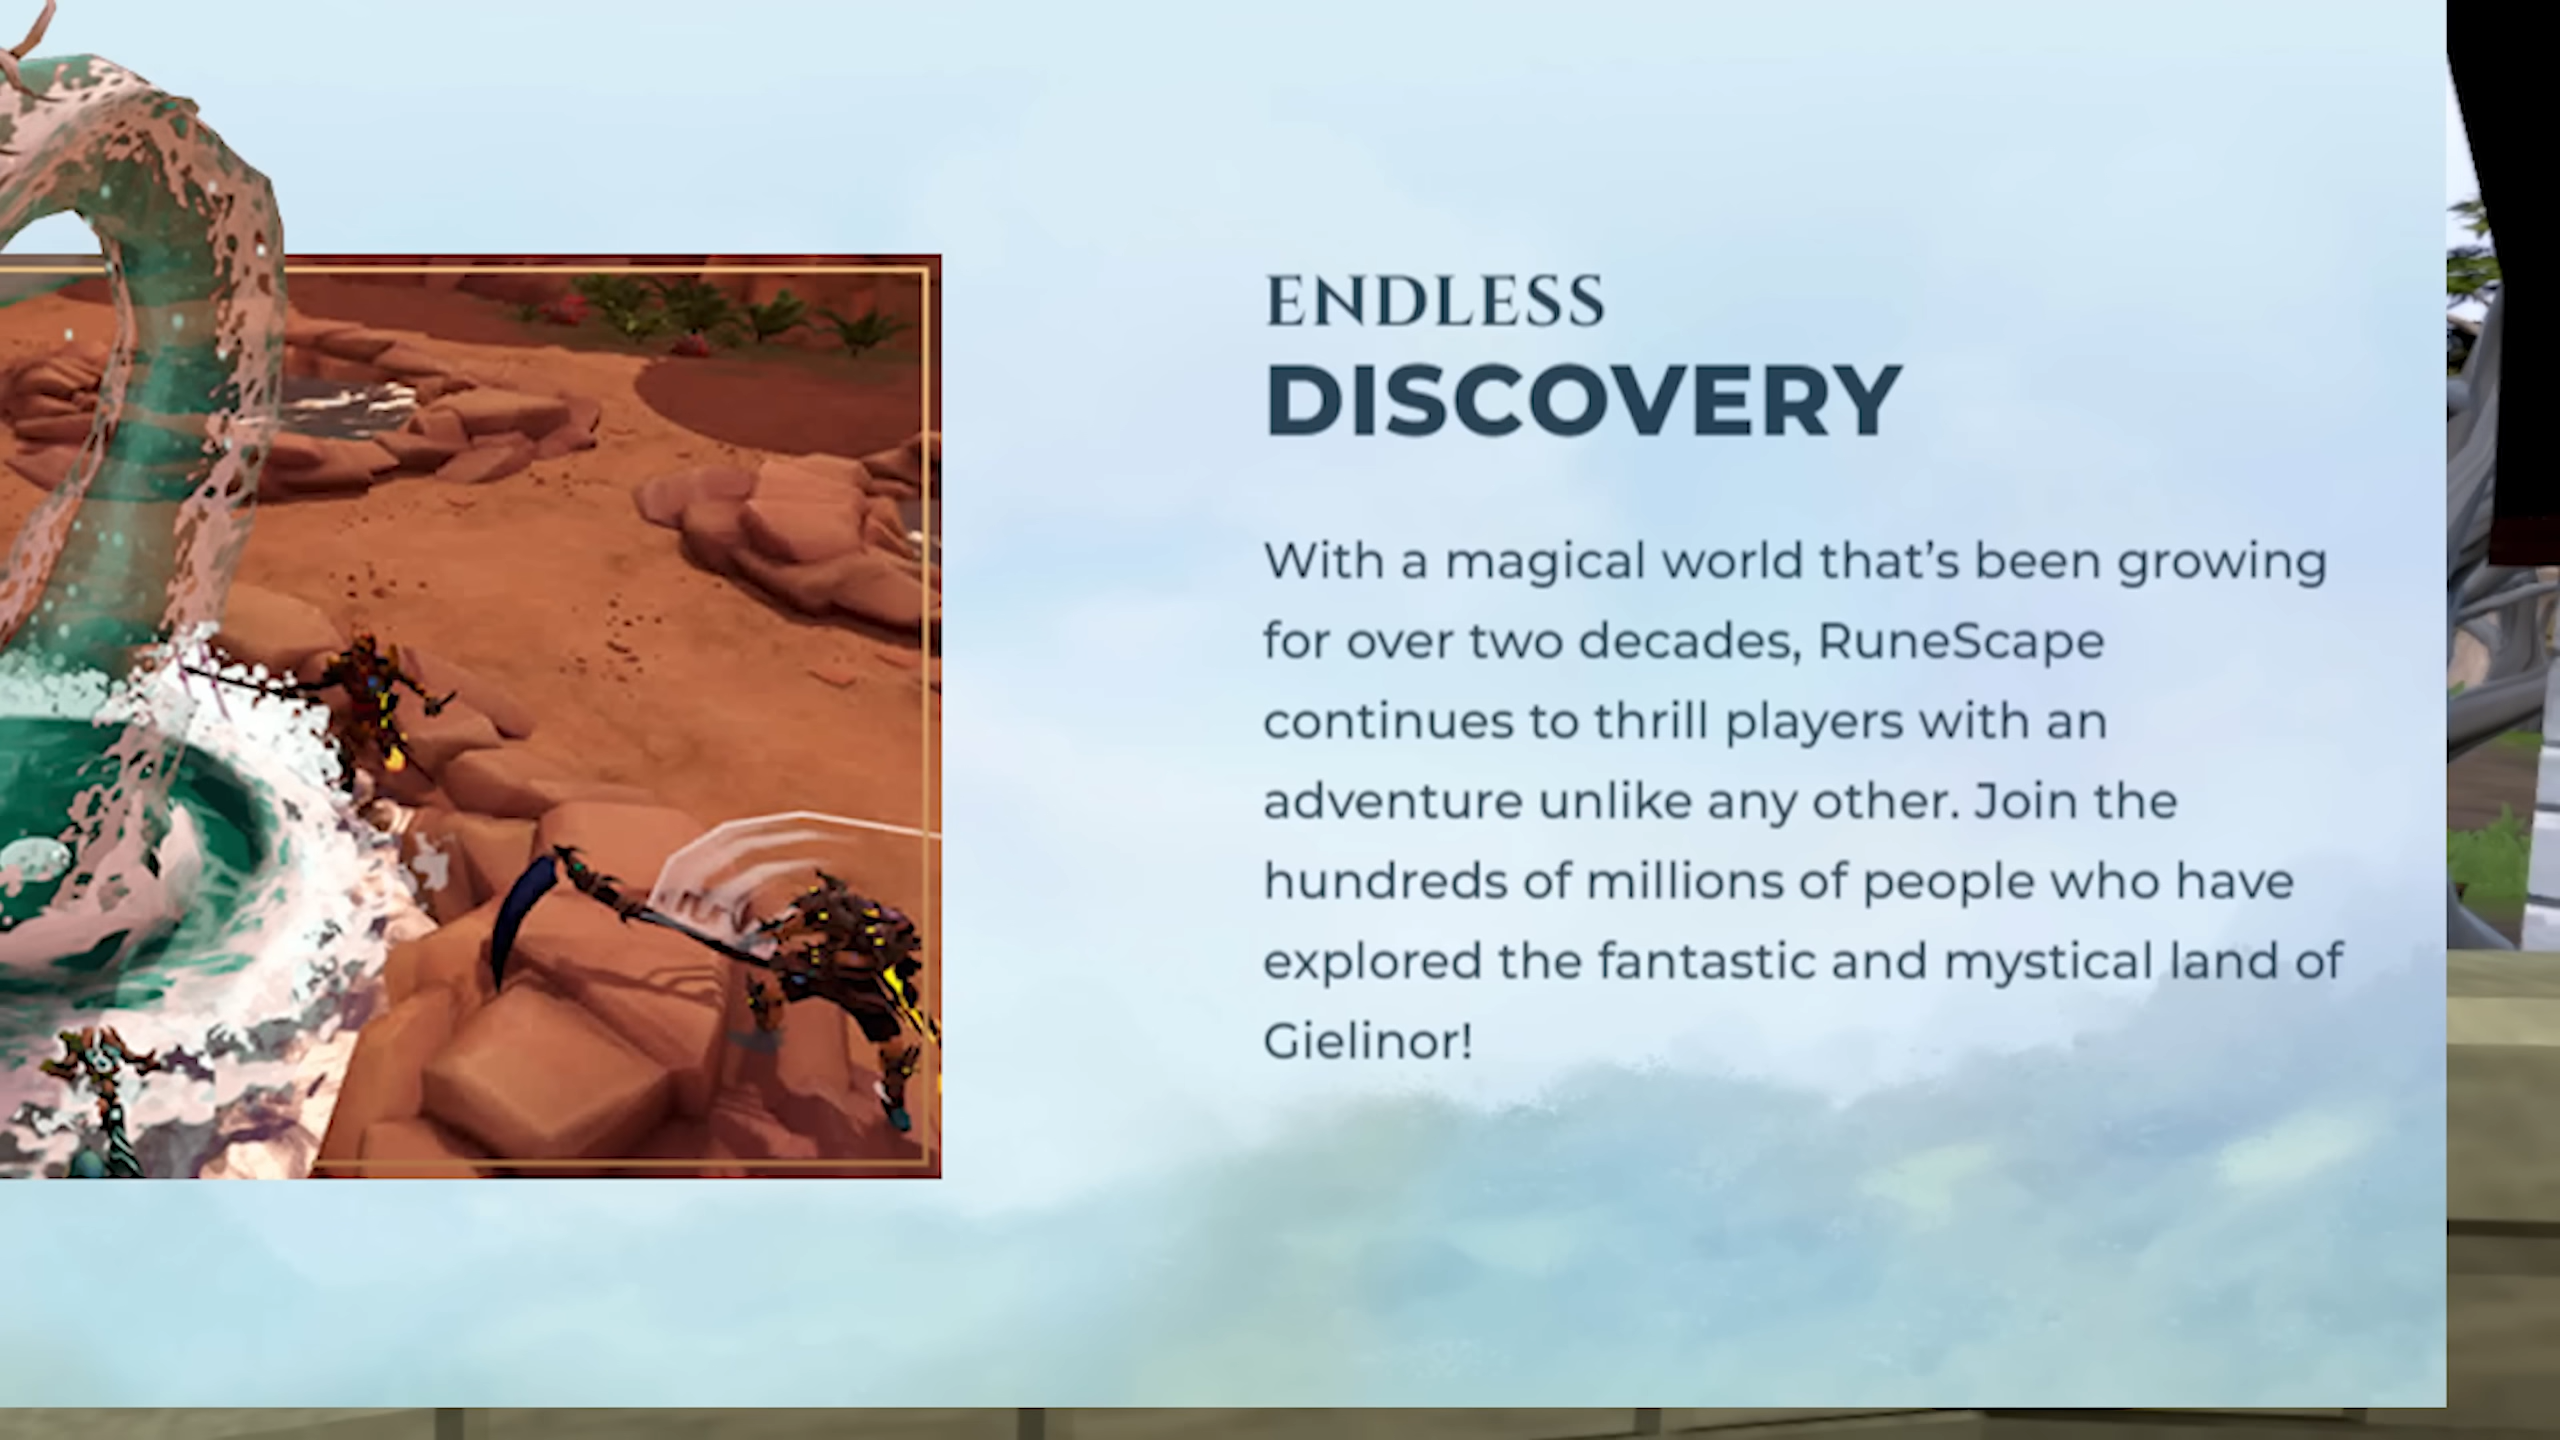 ENDLESS
DISCOVERY
With a magical world that’s been growing
for over two decades, RuneScape
continues to thrill players with an
adventure unlike any other. Join the
hundreds of millions of people who have
explored the fantastic and mystical land of
Gielinor!